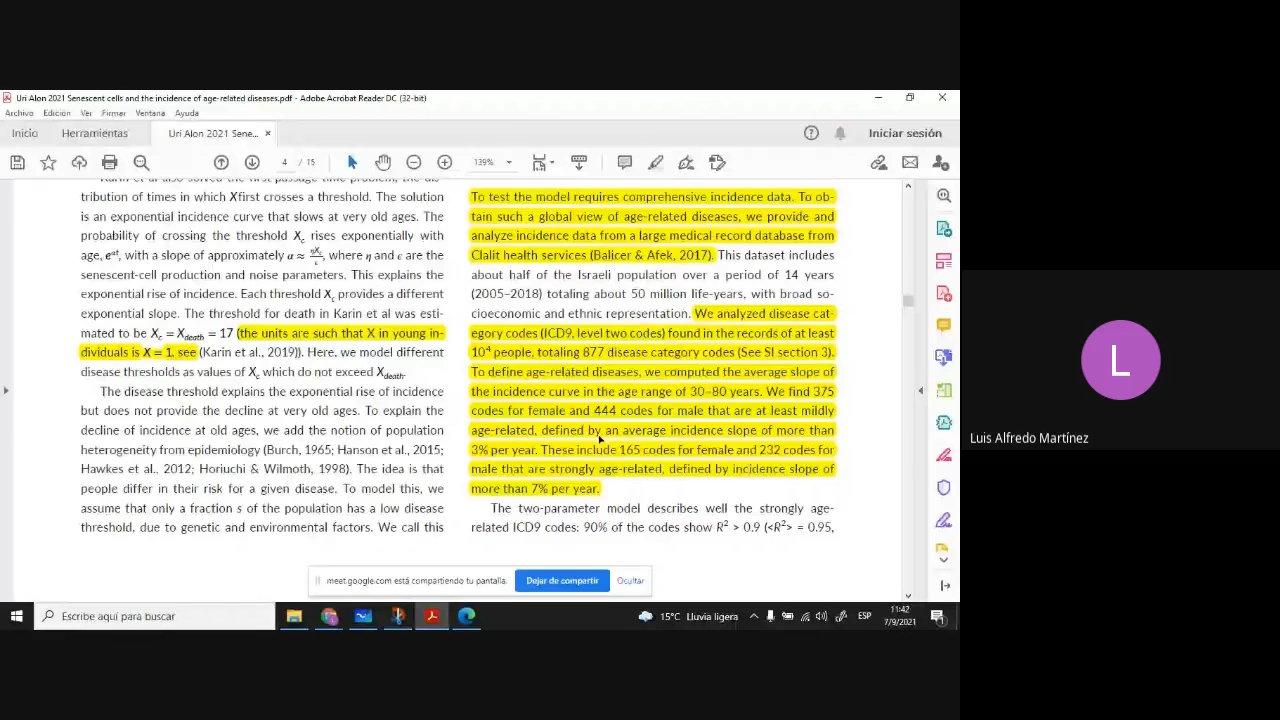 Uri Alon 2021 Senescent cells and the incidence of age-related diseases.pdf - Adobe Acrobat Reader DC (32-bit)
Archivo Edición Ver Firmar Ventana Ayuda
Inicio Herramientas Uri Alon 2021 Sene... × Iniciar sesión
4 / 15 139%
Karin et al also solved the first passage time problem, the dis-
tribution of times in which X first crosses a threshold. The solution
is an exponential incidence curve that slows at very old ages. The
probability of crossing the threshold Xc rises exponentially with
age, e^αt, with a slope of approximately α ≈ ηXc/ϵ, where η and ϵ are the
senescent-cell production and noise parameters. This explains the
exponential rise of incidence. Each threshold Xc provides a different
exponential slope. The threshold for death in Karin et al was esti-
mated to be Xc = Xdeath = 17 (the units are such that X in young in-
dividuals is X = 1, see (Karin et al., 2019)). Here, we model different
disease thresholds as values of Xc which do not exceed Xdeath.
The disease threshold explains the exponential rise of incidence
but does not provide the decline at very old ages. To explain the
decline of incidence at old ages, we add the notion of population
heterogeneity from epidemiology (Burch, 1965; Hanson et al., 2015;
Hawkes et al., 2012; Horiuchi & Wilmoth, 1998). The idea is that
people differ in their risk for a given disease. To model this, we
assume that only a fraction s of the population has a low disease
threshold, due to genetic and environmental factors. We call this
To test the model requires comprehensive incidence data. To ob-
tain such a global view of age-related diseases, we provide and
analyze incidence data from a large medical record database from
Clalit health services (Balicer & Afek, 2017). This dataset includes
about half of the Israeli population over a period of 14 years
(2005–2018) totaling about 50 million life-years, with broad so-
cioeconomic and ethnic representation. We analyzed disease cat-
egory codes (ICD9, level two codes) found in the records of at least
10⁴ people, totaling 877 disease category codes (See SI section 3).
To define age-related diseases, we computed the average slope of
the incidence curve in the age range of 30–80 years. We find 375
codes for female and 444 codes for male that are at least mildly
age-related, defined by an average incidence slope of more than
3% per year. These include 165 codes for female and 232 codes for
male that are strongly age-related, defined by incidence slope of
more than 7% per year.
The two-parameter model describes well the strongly age-
related ICD9 codes: 90% of the codes show R² > 0.9 (<R²> = 0.95,
meet.google.com está compartiendo tu pantalla. Dejar de compartir Ocultar
Escribe aquí para buscar
15°C Lluvia ligera ESP 11:42
7/9/2021
L
Luis Alfredo Martínez